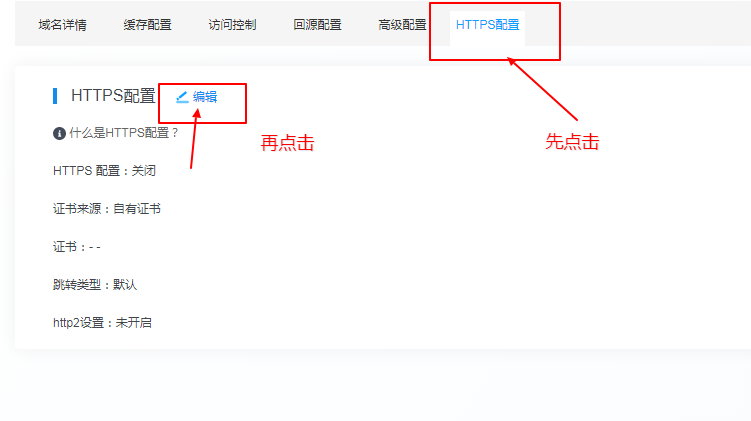 域名详情 缓存配置 访问控制 回源配置 高级配置 HTTPS配置
HTTPS配置 编辑
什么是HTTPS配置？
再点击
先点击
HTTPS 配置：关闭
证书来源：自有证书
证书：- -
跳转类型：默认
http2设置：未开启